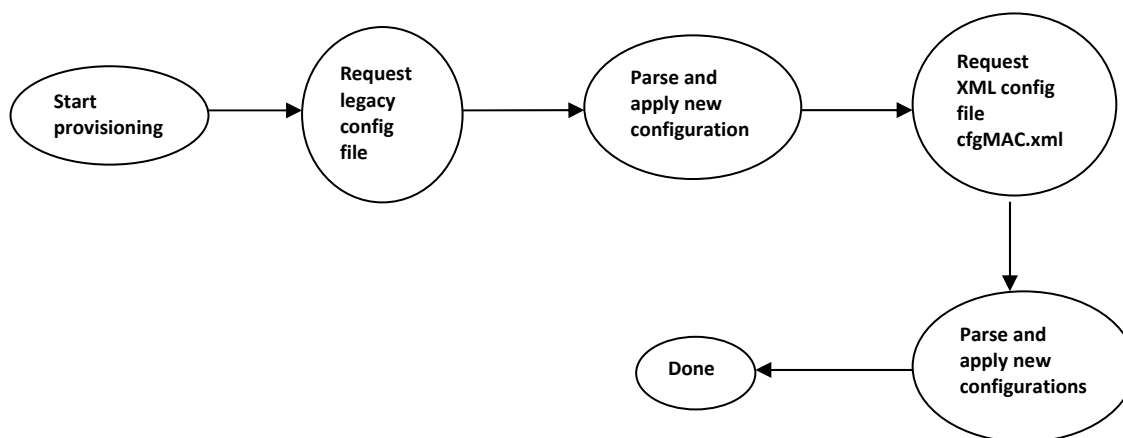 Start
provisioning
Request
legacy
config
file
Parse and
apply new
configuration
Request
XML config
file
cfgMAC.xml
Parse and
apply new
configurations
Done